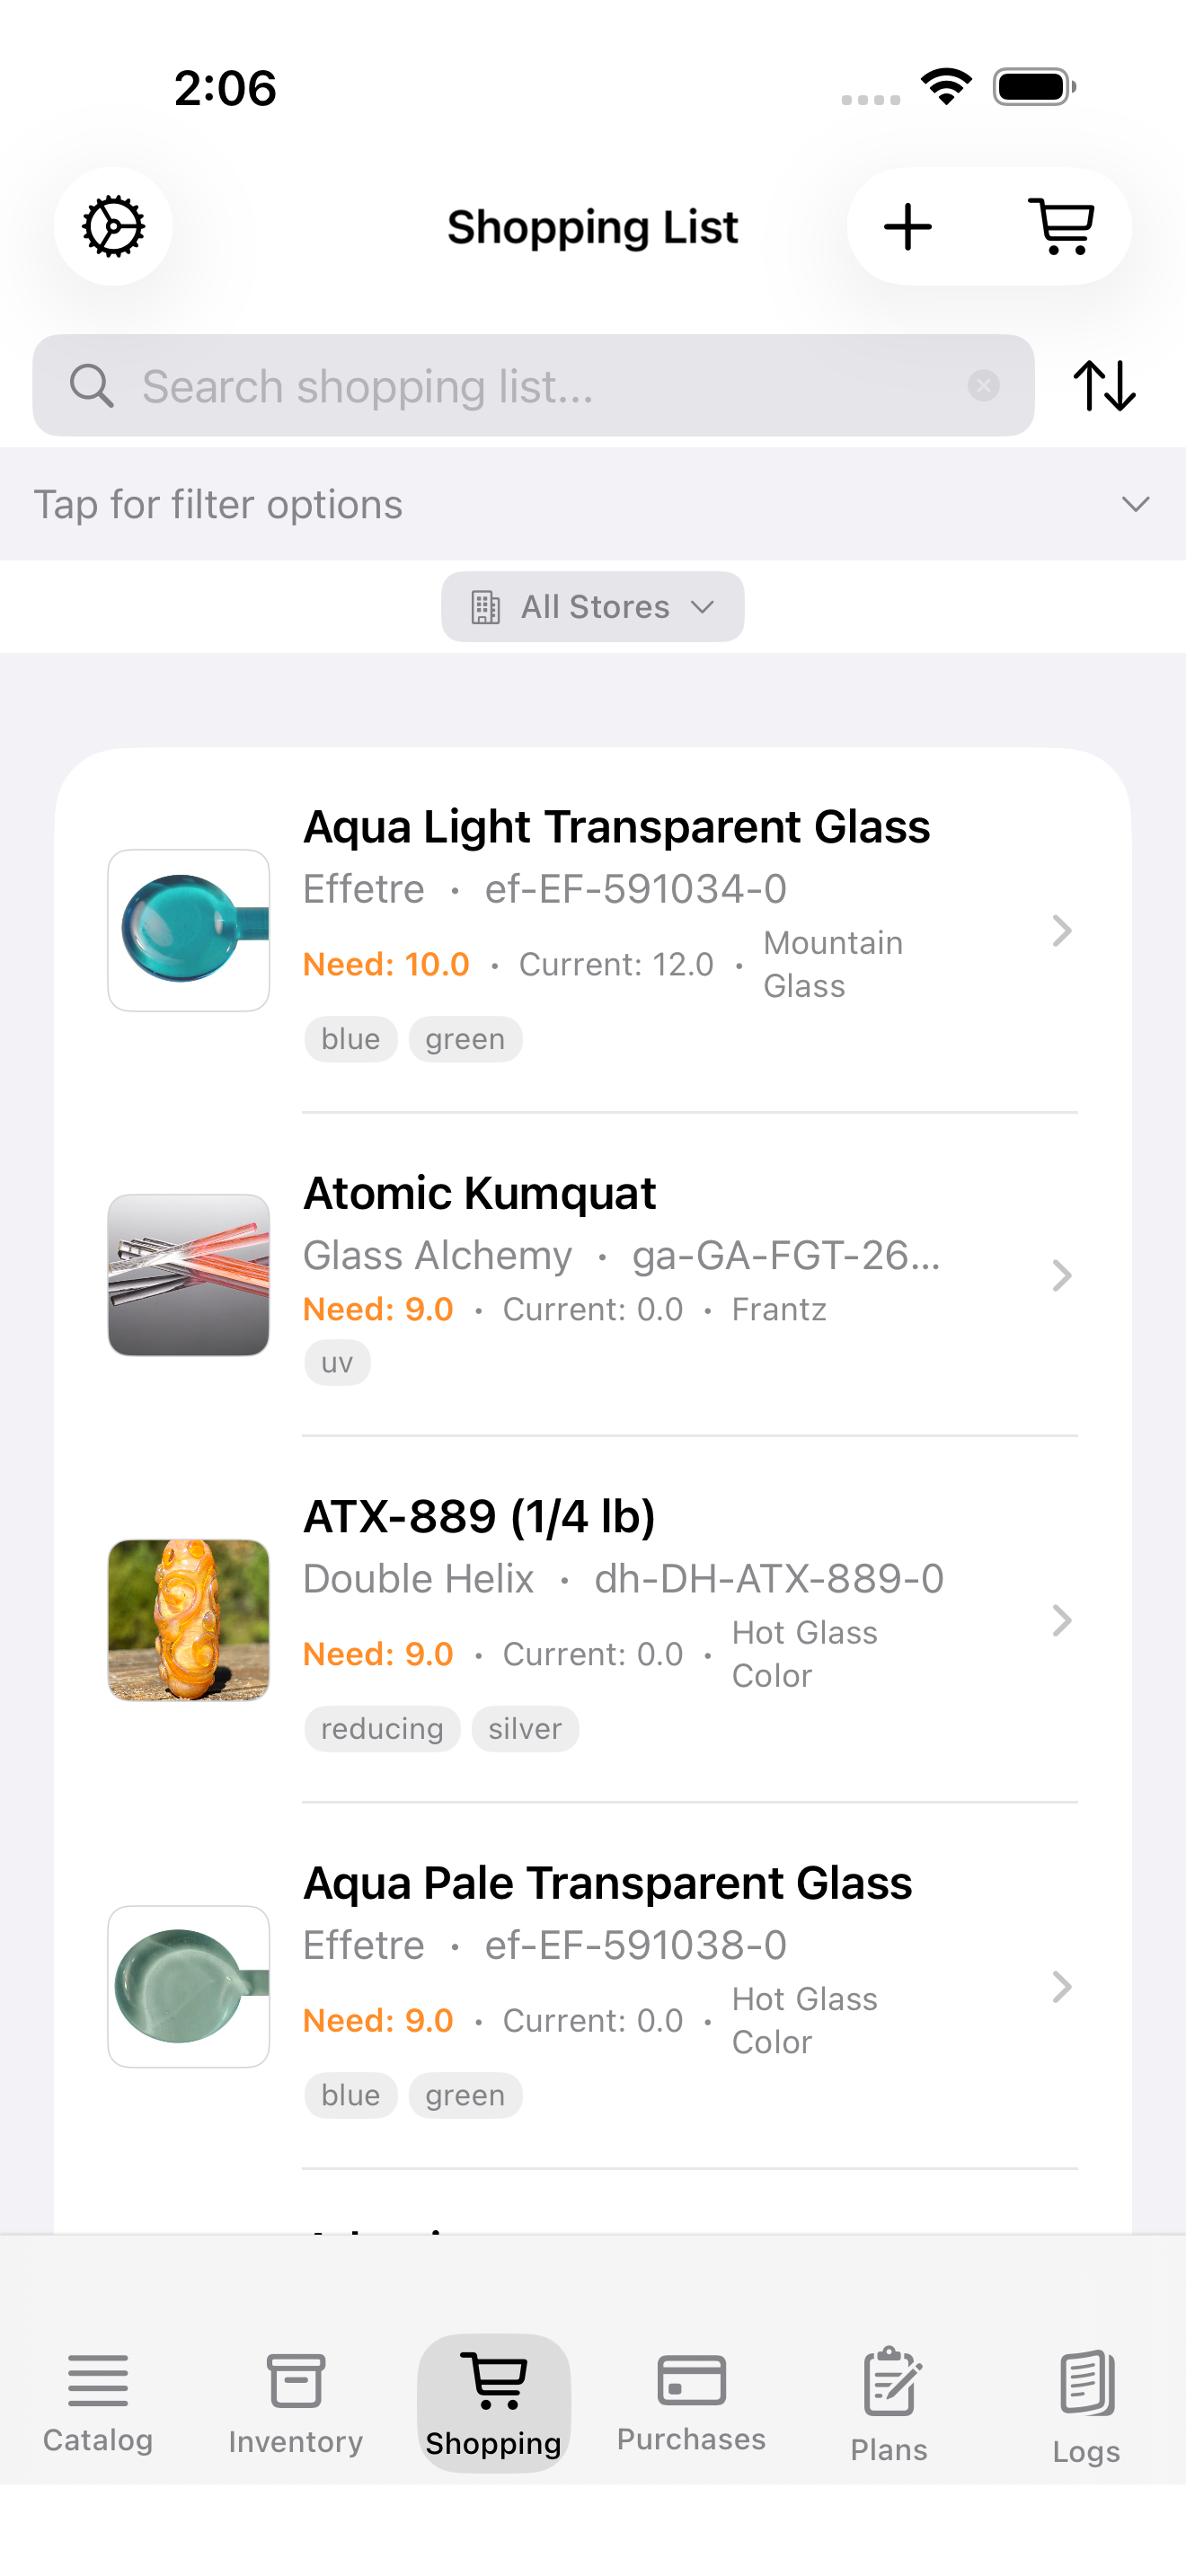 2:06
Shopping List
Search shopping list...
Tap for filter options
All Stores
Aqua Light Transparent Glass
Effetre • ef-EF-591034-0
Need: 10.0 • Current: 12.0 • Mountain Glass
blue green
Atomic Kumquat
Glass Alchemy • ga-GA-FGT-26...
Need: 9.0 • Current: 0.0 • Frantz
uv
ATX-889 (1/4 lb)
Double Helix • dh-DH-ATX-889-0
Need: 9.0 • Current: 0.0 • Hot Glass Color
reducing silver
Aqua Pale Transparent Glass
Effetre • ef-EF-591038-0
Need: 9.0 • Current: 0.0 • Hot Glass Color
blue green
Catalog Inventory Shopping Purchases Plans Logs